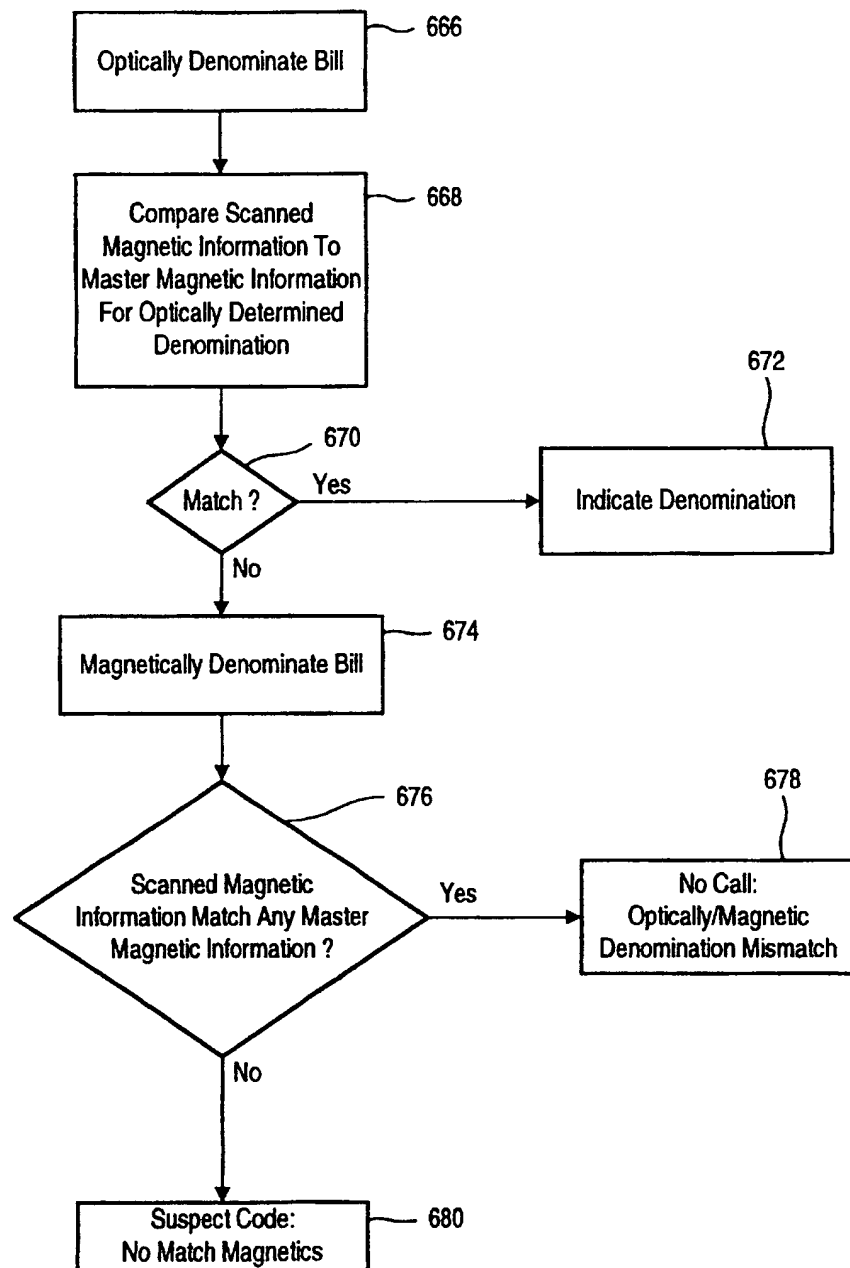 666
Optically Denominate Bill
668
Compare Scanned
Magnetic Information To
Master Magnetic Information
For Optically Determined
Denomination
672
670
Match ?
Yes
Indicate Denomination
No
674
Magnetically Denominate Bill
676
678
Scanned Magnetic
Information Match Any Master
Magnetic Information ?
Yes
No Call:
Optically/Magnetic
Denomination Mismatch
No
Suspect Code:
No Match Magnetics
680